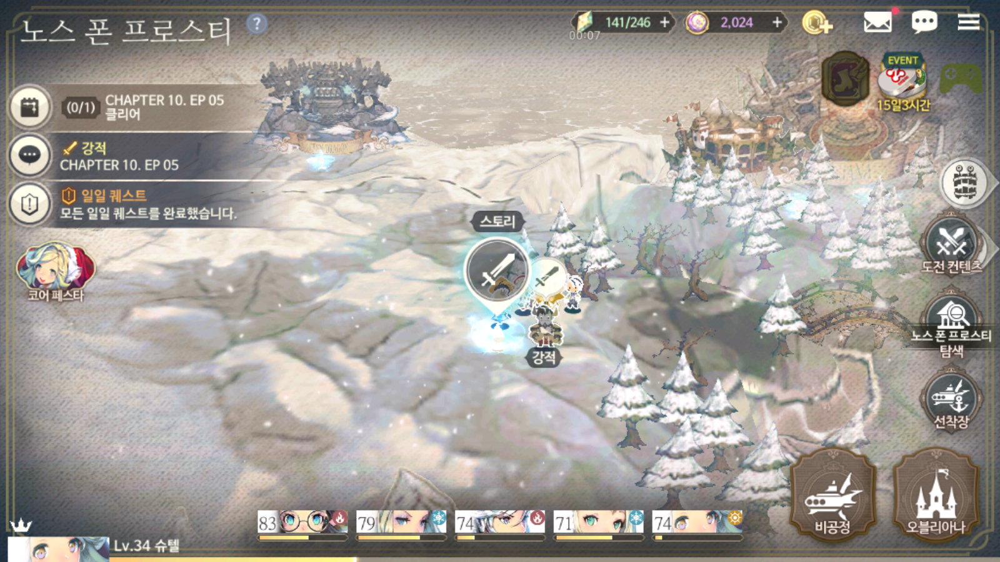 노스 폰 프로스티
?
141/246 +
00:07
2,024 +
EVENT
15일3시간
(0/1) CHAPTER 10. EP 05
클리어
강적
CHAPTER 10. EP 05
일일 퀘스트
모든 일일 퀘스트를 완료했습니다.
코어 페스타
스토리
강적
도전 컨텐츠
노스 폰 프로스티
탐색
선착장
비공정
오블리아나
83
79
74
71
74
Lv.34 슈텔